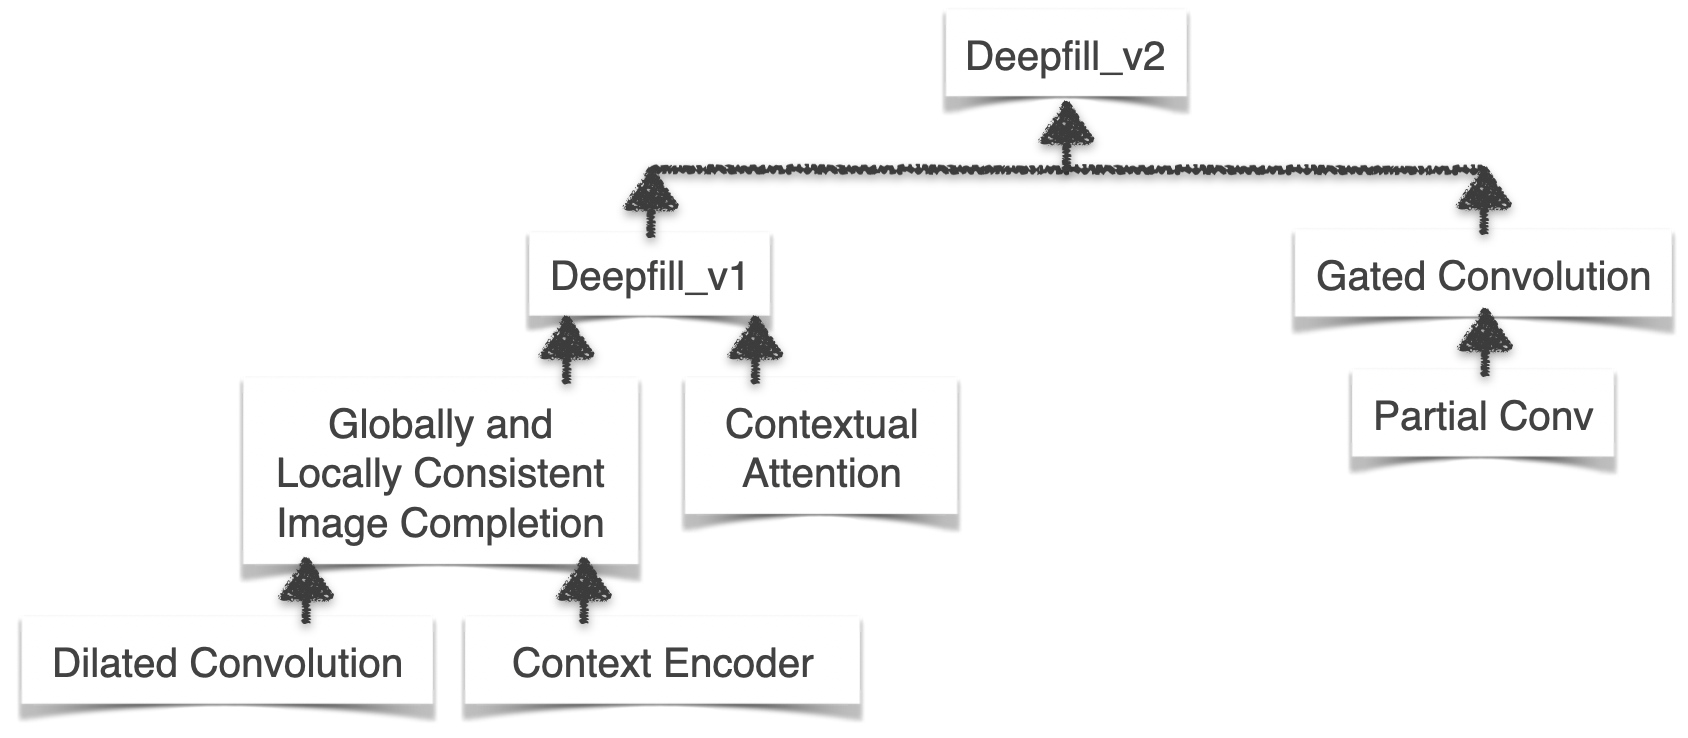 Deepfill_v2
Deepfill_v1
Gated Convolution
Globally and
Locally Consistent
Image Completion
Contextual
Attention
Partial Conv
Dilated Convolution
Context Encoder